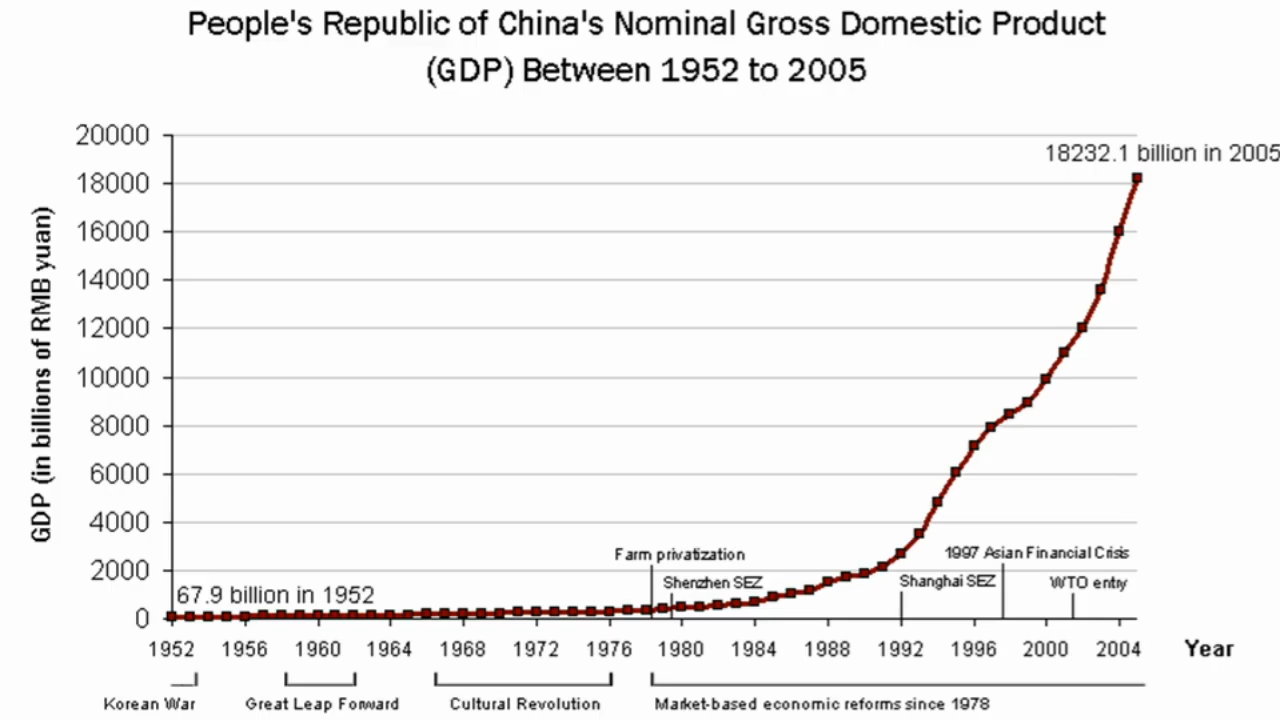 People's Republic of China's Nominal Gross Domestic Product
(GDP) Between 1952 to 2005
GDP (in billions of RMB yuan)
20000
18232.1 billion in 2005
18000
16000
14000
12000
10000
8000
6000
4000
Farm privatization
1997 Asian Financial Crisis
2000
Shenzhen SEZ
Shanghai SEZ
WTO entry
67.9 billion in 1952
0
1952 1956 1960 1964 1968 1972 1976 1980 1984 1988 1992 1996 2000 2004 Year
Korean War Great Leap Forward Cultural Revolution Market-based economic reforms since 1978